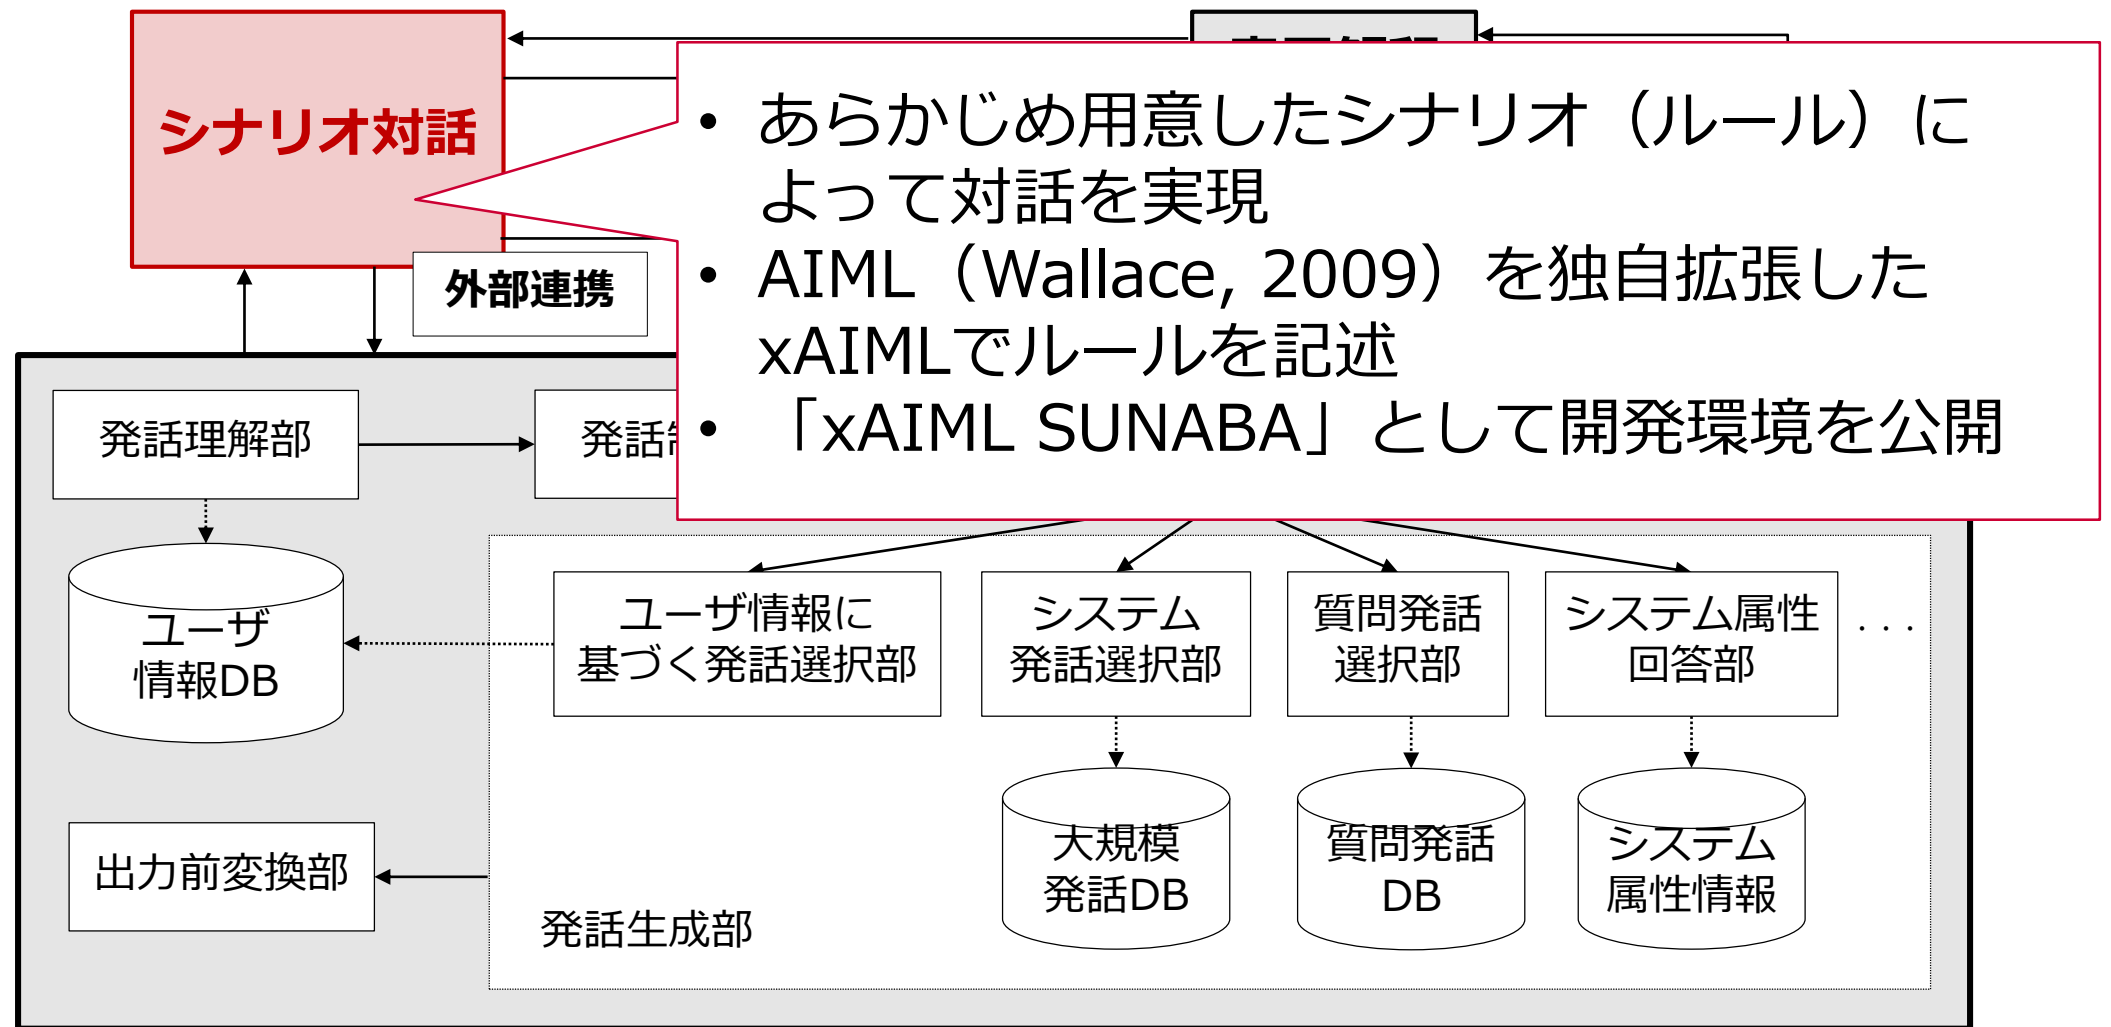 シナリオ対話
• あらかじめ用意したシナリオ（ルール）に
よって対話を実現
• AIML（Wallace, 2009）を独自拡張した
xAIMLでルールを記述
• 「xAIML SUNABA」として開発環境を公開
外部連携
発話理解部
発話
ユーザ
情報DB
ユーザ情報に
基づく発話選択部
システム
発話選択部
質問発話
選択部
システム属性
回答部
...
大規模
発話DB
質問発話
DB
システム
属性情報
出力前変換部
発話生成部